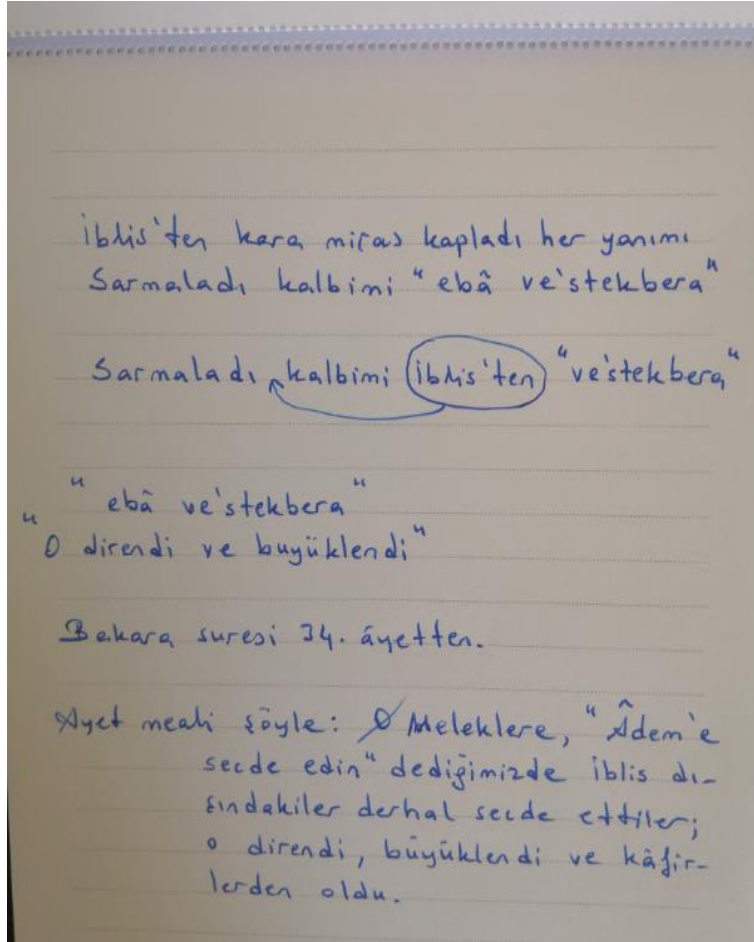 İblis'ten kara miras kapladı her yanımı
Sarmaladı kalbimi "ebâ ve'stekbera"
Sarmaladı kalbimi İblis'ten "ve'stekbera"
"ebâ ve'stekbera"
"O direndi ve buyüklendi"
Bakara suresi 34. âyetten.
Ayet meali şöyle: Meleklere, "Âdem'e
secde edin" dediğimizde iblis dı-
şındakiler derhal secde ettiler;
o direndi, büyüklendi ve kâfir-
lerden oldu.